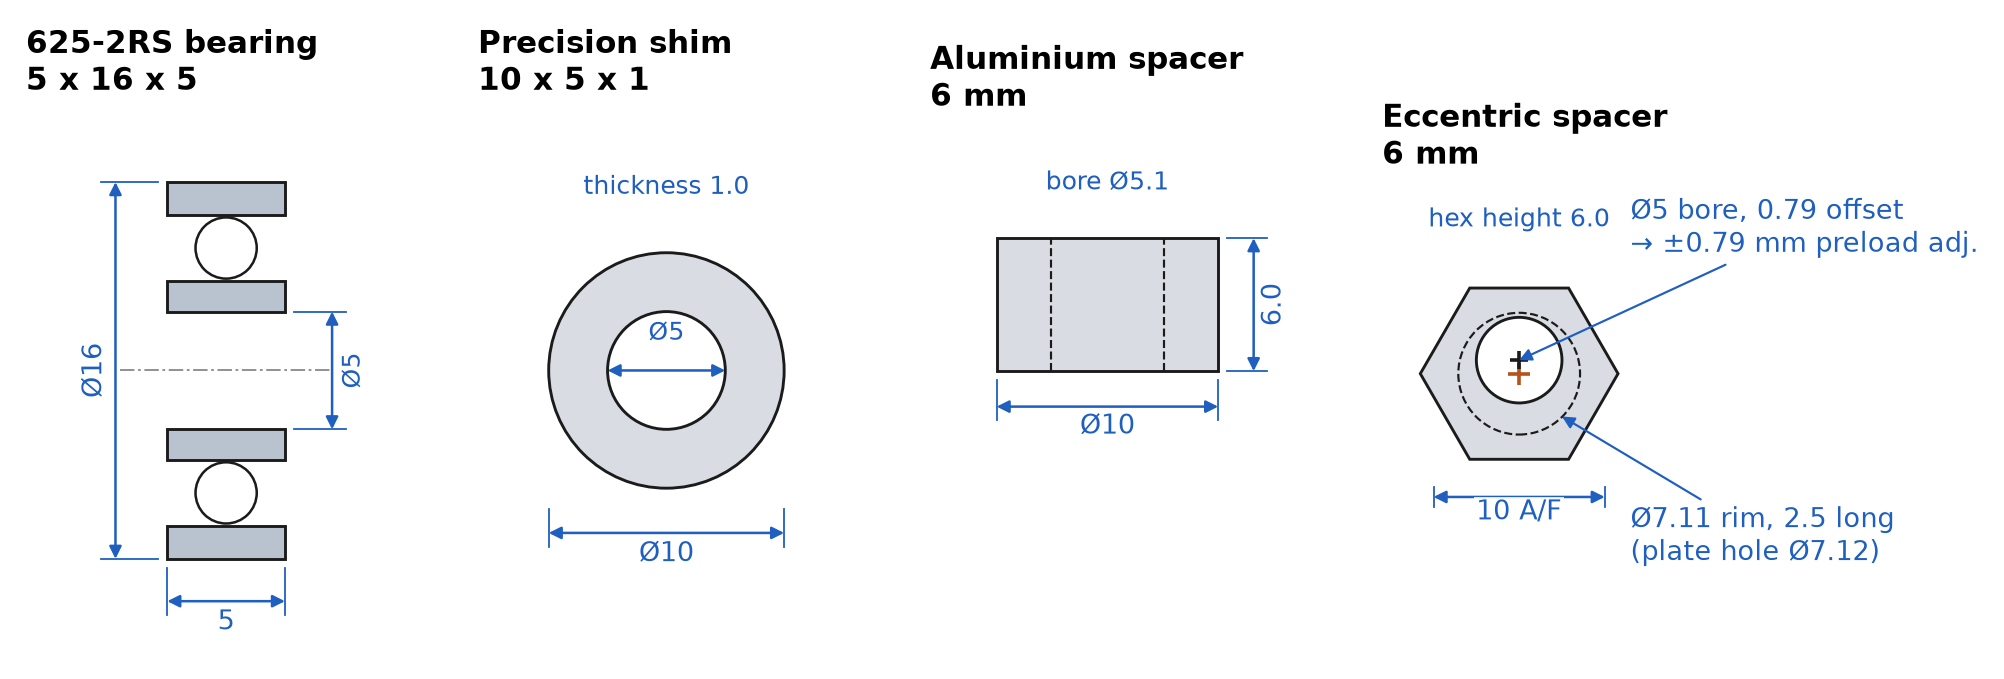 625-2RS bearing
5 x 16 x 5
Ø16
Ø5
5
Precision shim
10 x 5 x 1
thickness 1.0
Ø5
Ø10
Aluminium spacer
6 mm
bore Ø5.1
6.0
Ø10
Eccentric spacer
6 mm
hex height 6.0
Ø5 bore, 0.79 offset
→ ±0.79 mm preload adj.
10 A/F
Ø7.11 rim, 2.5 long
(plate hole Ø7.12)